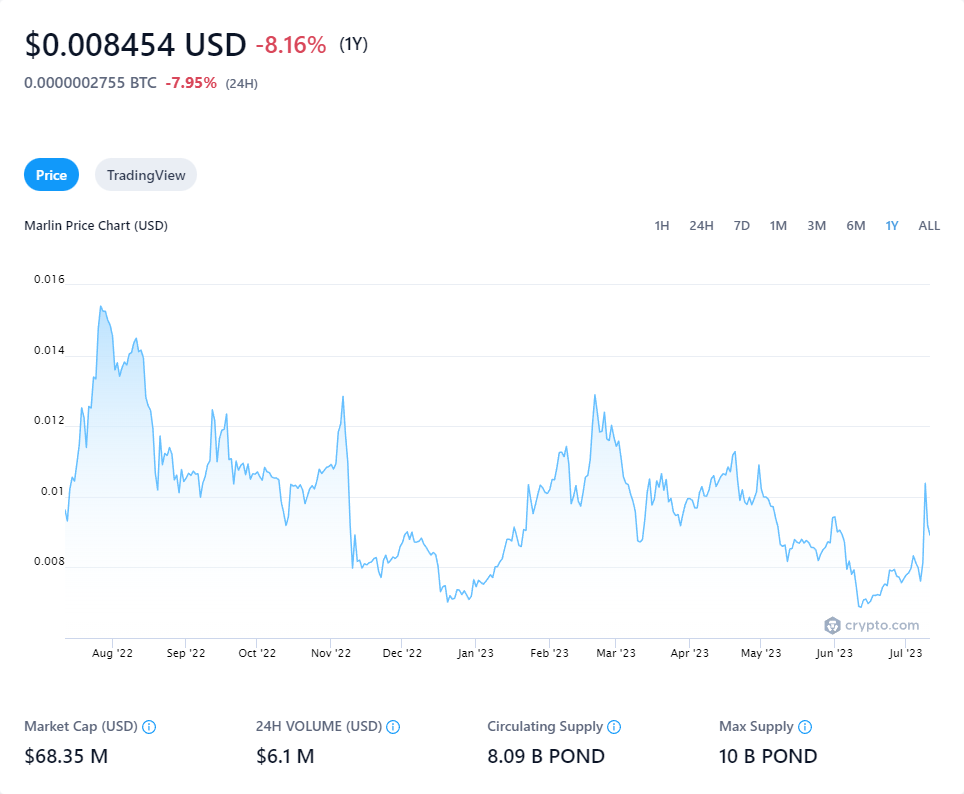 $0.008454 USD -8.16% (1Y)
0.0000002755 BTC -7.95% (24H)
Price TradingView
Marlin Price Chart (USD) 1H 24H 7D 1M 3M 6M 1Y ALL
0.016
0.014
0.012
0.01
0.008
crypto.com
Aug '22 Sep '22 Oct '22 Nov '22 Dec '22 Jan '23 Feb '23 Mar '23 Apr '23 May '23 Jun '23 Jul '23
Market Cap (USD) 24H VOLUME (USD) Circulating Supply Max Supply
$68.35 M $6.1 M 8.09 B POND 10 B POND